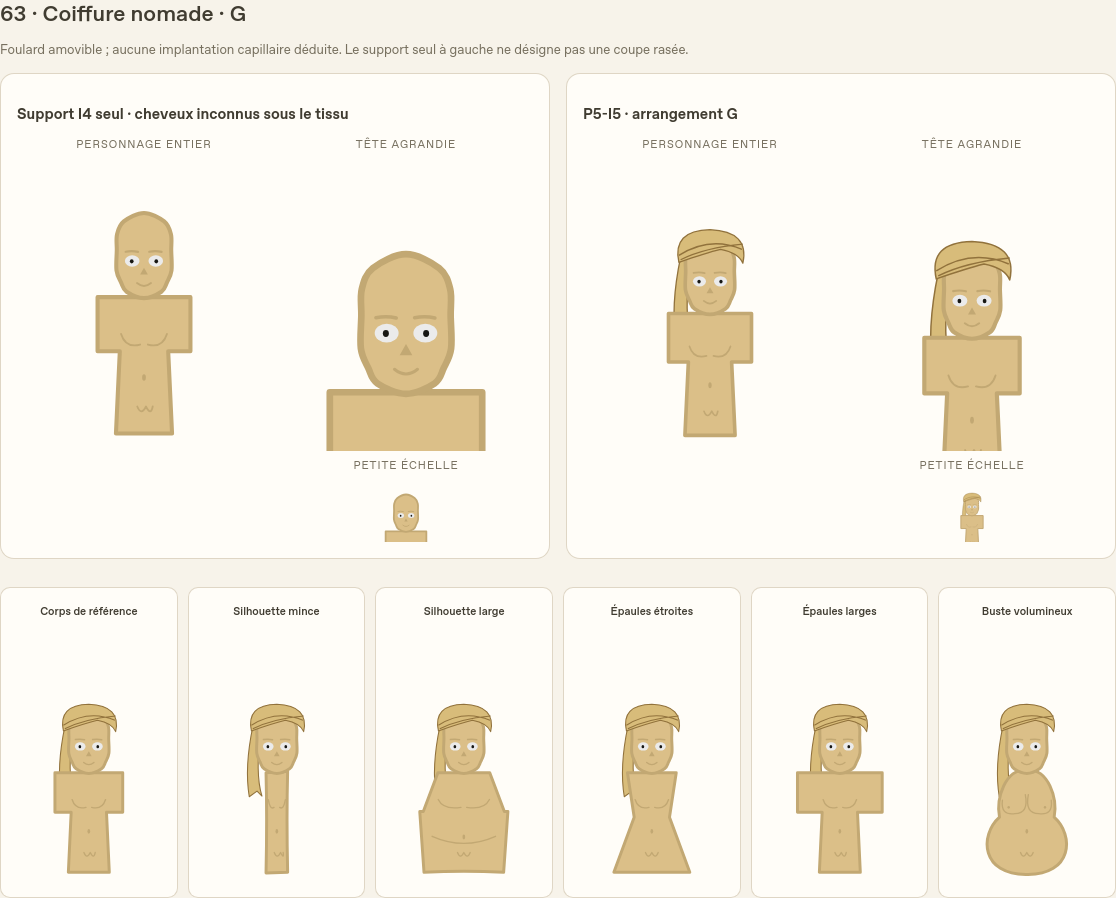 63 · Coiffure nomade · G
Foulard amovible ; aucune implantation capillaire déduite. Le support seul à gauche ne désigne pas une coupe rasée.
Support I4 seul · cheveux inconnus sous le tissu
PERSONNAGE ENTIER
TÊTE AGRANDIE
PETITE ÉCHELLE
P5-I5 · arrangement G
PERSONNAGE ENTIER
TÊTE AGRANDIE
PETITE ÉCHELLE
Corps de référence
Silhouette mince
Silhouette large
Épaules étroites
Épaules larges
Buste volumineux